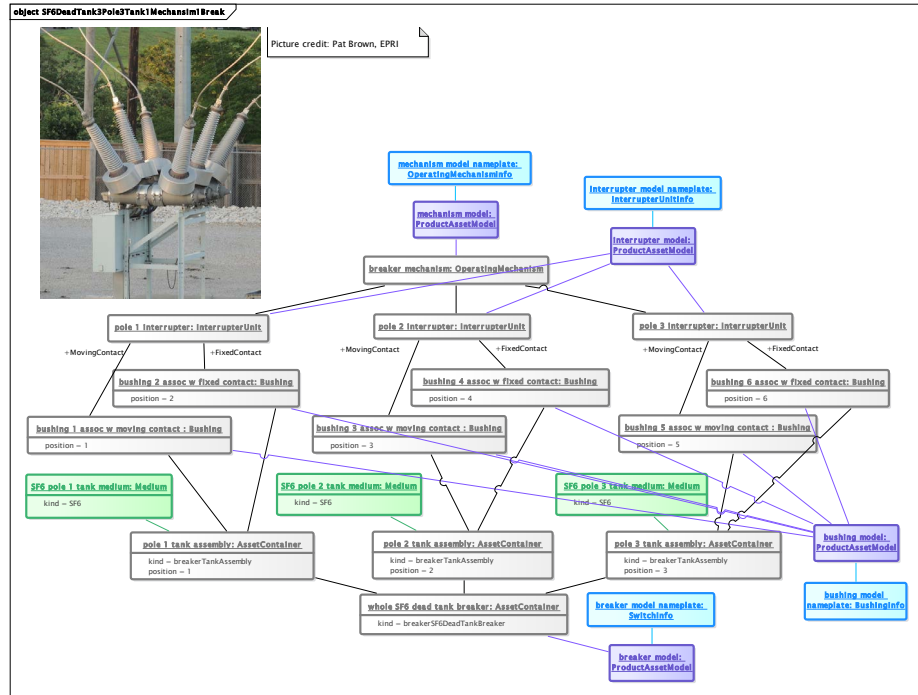 object SF6DeadTank3Pole3Tank1Mechansim1Break
Picture credit: Pat Brown, EPRI
mechanism model nameplate:
OperatingMechanismInfo
Interrupter model nameplate:
InterrupterUnitInfo
mechanism model:
ProductAssetModel
Interrupter model:
ProductAssetModel
breaker mechanism: OperatingMechanism
pole 1 Interrupter: InterrupterUnit
pole 2 Interrupter: InterrupterUnit
pole 3 Interrupter: InterrupterUnit
+MovingContact
+FixedContact
+MovingContact
+FixedContact
+MovingContact
+FixedContact
bushing 2 assoc w fixed contact: Bushing
position = 2
bushing 4 assoc w fixed contact: Bushing
position = 4
bushing 6 assoc w fixed contact: Bushing
position = 6
bushing 1 assoc w moving contact : Bushing
position = 1
bushing 3 assoc w moving contact : Bushing
position = 3
bushing 5 assoc w moving contact : Bushing
position = 5
SF6 pole 1 tank medium: Medium
kind = SF6
SF6 pole 2 tank medium: Medium
kind = SF6
SF6 pole 3 tank medium: Medium
kind = SF6
pole 1 tank assembly: AssetContainer
kind = breakerTankAssembly
position = 1
pole 2 tank assembly: AssetContainer
kind = breakerTankAssembly
position = 2
pole 3 tank assembly: AssetContainer
kind = breakerTankAssembly
position = 3
bushing model:
ProductAssetModel
whole SF6 dead tank breaker: AssetContainer
kind = breakerSF6DeadTankBreaker
breaker model nameplate:
SwitchInfo
bushing model
nameplate: BushingInfo
breaker model:
ProductAssetModel